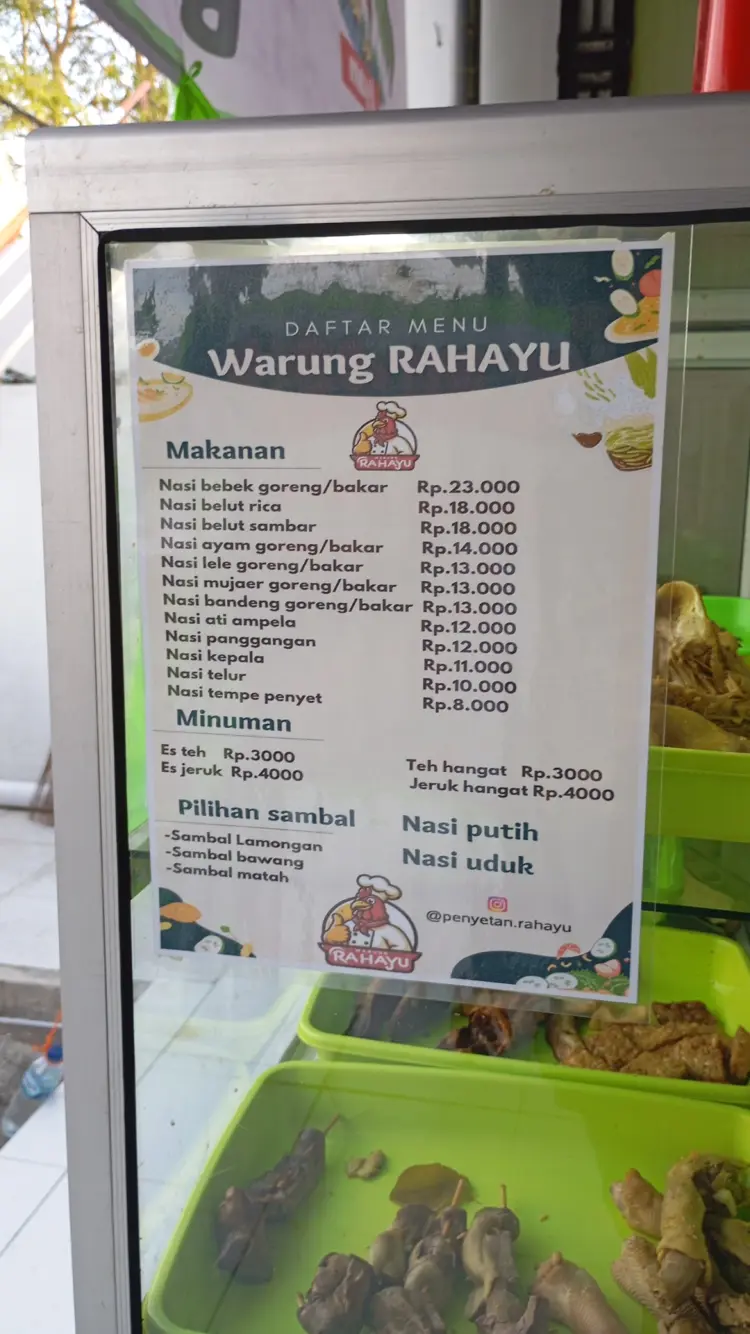 DAFTAR MENU
Warung RAHAYU
WARUNG
RAHAYU
Makanan
Nasi bebek goreng/bakar Rp.23.000
Nasi belut rica Rp.18.000
Nasi belut sambar Rp.18.000
Nasi ayam goreng/bakar Rp.14.000
Nasi lele goreng/bakar Rp.13.000
Nasi mujaer goreng/bakar Rp.13.000
Nasi bandeng goreng/bakar Rp.13.000
Nasi ati ampela Rp.12.000
Nasi panggangan Rp.12.000
Nasi kepala Rp.11.000
Nasi telur Rp.10.000
Nasi tempe penyet Rp.8.000
Minuman
Es teh Rp.3000 Teh hangat Rp.3000
Es jeruk Rp.4000 Jeruk hangat Rp.4000
Pilihan sambal
-Sambal Lamongan
-Sambal bawang
-Sambal matah
Nasi putih
Nasi uduk
WARUNG
RAHAYU
@penyetan.rahayu